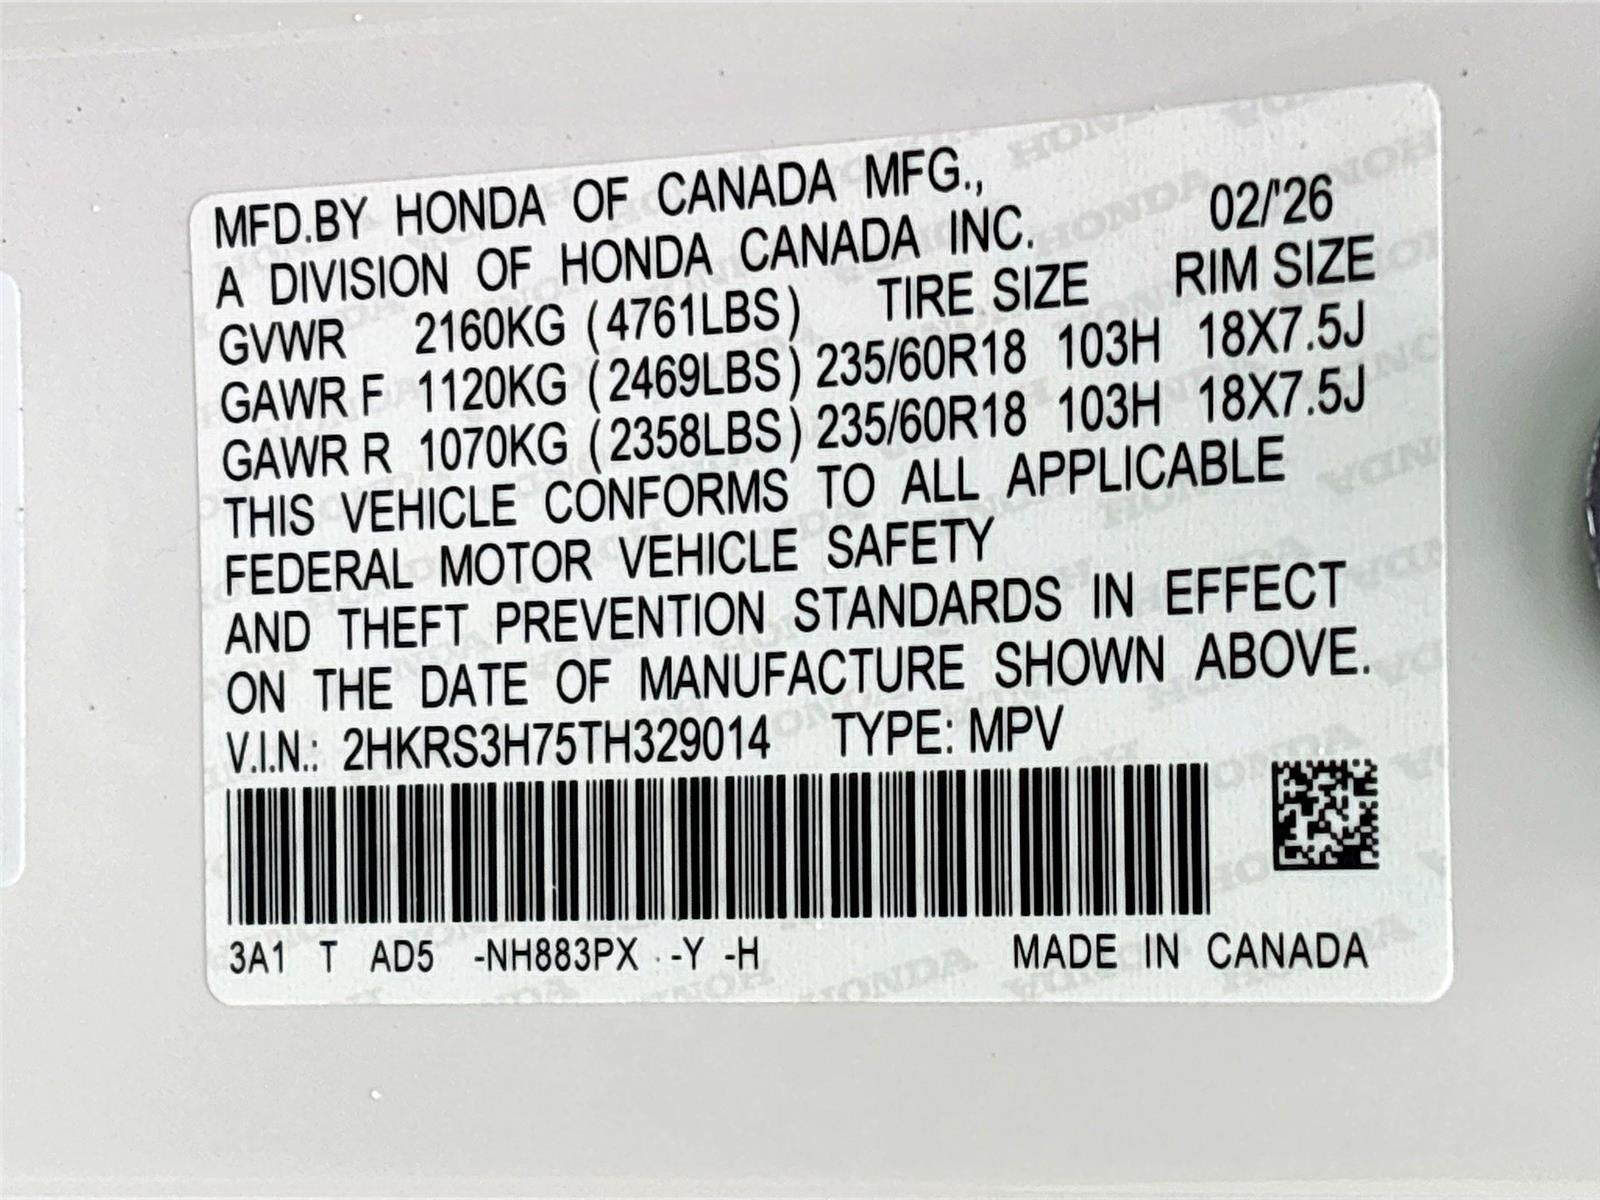 MFD.BY HONDA OF CANADA MFG.,
A DIVISION OF HONDA CANADA INC. 02/'26
GVWR 2160KG (4761LBS) TIRE SIZE RIM SIZE
GAWR F 1120KG (2469LBS) 235/60R18 103H 18X7.5J
GAWR R 1070KG (2358LBS) 235/60R18 103H 18X7.5J
THIS VEHICLE CONFORMS TO ALL APPLICABLE
FEDERAL MOTOR VEHICLE SAFETY
AND THEFT PREVENTION STANDARDS IN EFFECT
ON THE DATE OF MANUFACTURE SHOWN ABOVE.
V.I.N.: 2HKRS3H75TH329014 TYPE: MPV
3A1 T AD5 -NH883PX -Y -H MADE IN CANADA